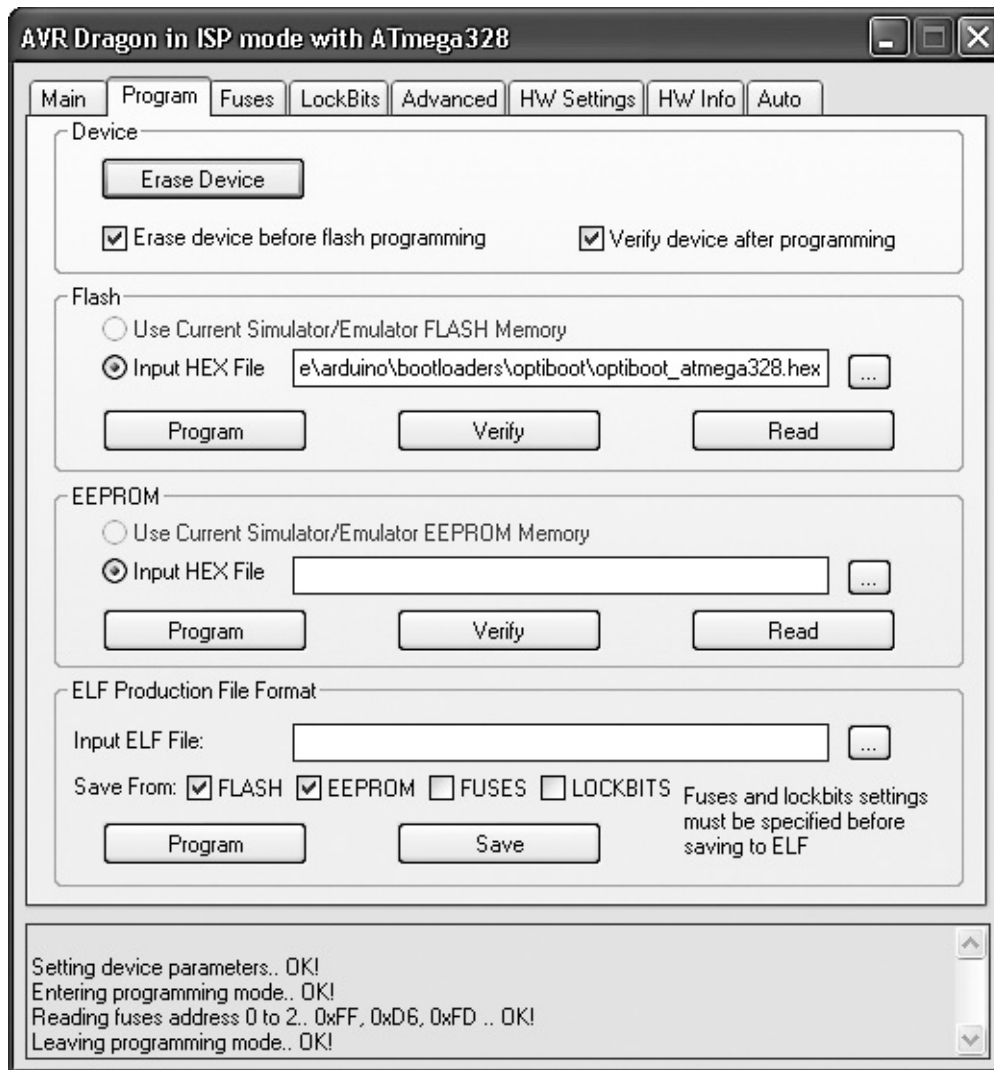 AVR Dragon in ISP mode with ATmega328
Main Program Fuses LockBits Advanced HW Settings HW Info Auto
Device
Erase Device
Erase device before flash programming Verify device after programming
Flash
Use Current Simulator/Emulator FLASH Memory
Input HEX File e\arduino\bootloaders\optiboot\optiboot_atmega328.hex ...
Program Verify Read
EEPROM
Use Current Simulator/Emulator EEPROM Memory
Input HEX File ...
Program Verify Read
ELF Production File Format
Input ELF File: ...
Save From: FLASH EEPROM FUSES LOCKBITS Fuses and lockbits settings
must be specified before
Program Save saving to ELF
Setting device parameters.. OK!
Entering programming mode.. OK!
Reading fuses address 0 to 2.. 0xFF, 0xD6, 0xFD .. OK!
Leaving programming mode.. OK!